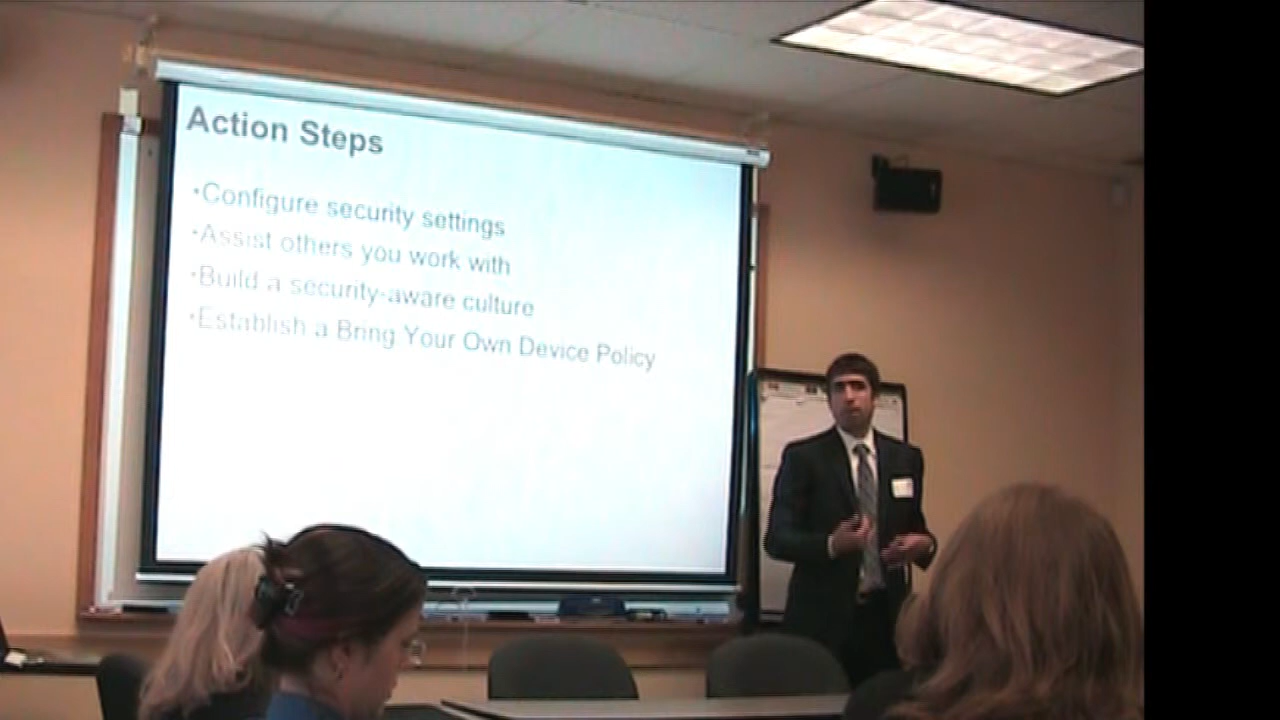 Action Steps
•Configure security settings
•Assist others you work with
•Build a security-aware culture
•Establish a Bring Your Own Device Policy